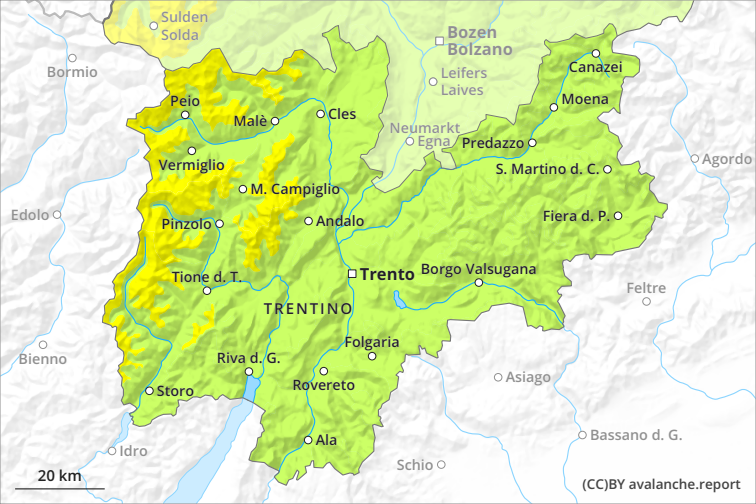 Sulden
Solda
Bozen
Bolzano
Bormio
Canazei
Leifers
Laives
Peio
Moena
Malè
Cles
Neumarkt
Egna
Predazzo
Vermiglio
Agordo
S. Martino d. C.
M. Campiglio
Edolo
Pinzolo
Andalo
Fiera d. P.
Tione d. T.
Trento
Borgo Valsugana
Feltre
TRENTINO
Folgaria
Bienno
Riva d. G.
Rovereto
Asiago
Storo
Ala
Bassano d. G.
Idro
Schio
20 km
(CC)BY avalanche.report